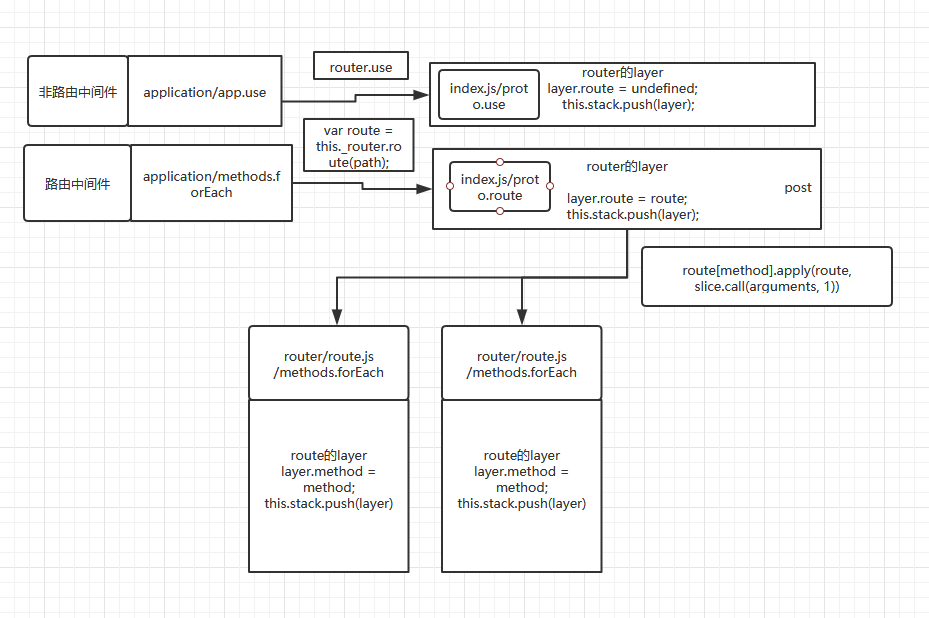 router.use
非路由中间件
application/app.use
index.js/prot
o.use
router的layer
layer.route = undefined;
this.stack.push(layer);
var route =
this._router.ro
ute(path);
路由中间件
application/methods.f
orEach
index.js/prot
o.route
router的layer
layer.route = route;
this.stack.push(layer);
post
route[method].apply(route,
slice.call(arguments, 1))
router/route.js
/methods.forEach
route的layer
layer.method =
method;
this.stack.push(layer)
router/route.js
/methods.forEach
route的layer
layer.method =
method;
this.stack.push(layer)